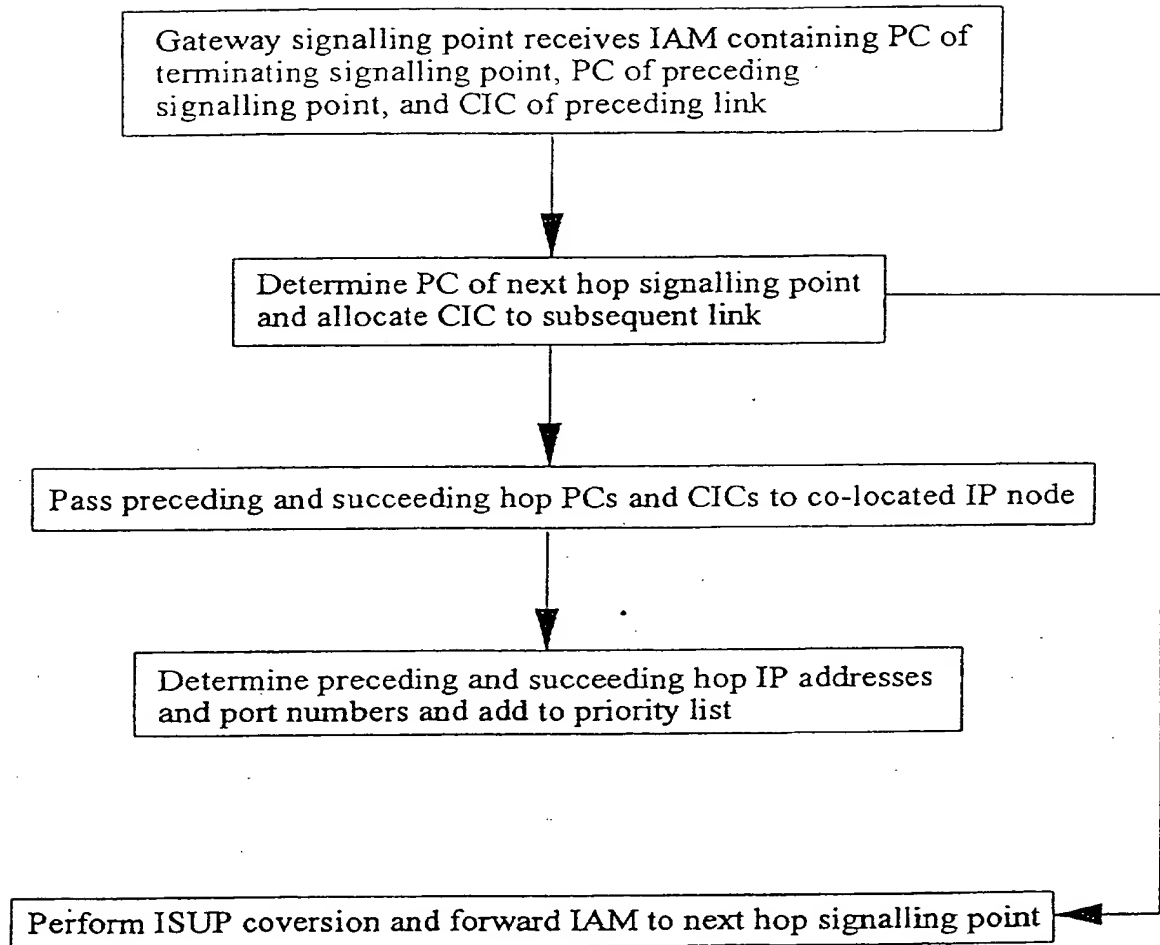 Gateway signalling point receives IAM containing PC of
terminating signalling point, PC of preceding
signalling point, and CIC of preceding link
Determine PC of next hop signalling point
and allocate CIC to subsequent link
Pass preceding and succeeding hop PCs and CICs to co-located IP node
Determine preceding and succeeding hop IP addresses
and port numbers and add to priority list
Perform ISUP coversion and forward IAM to next hop signalling point